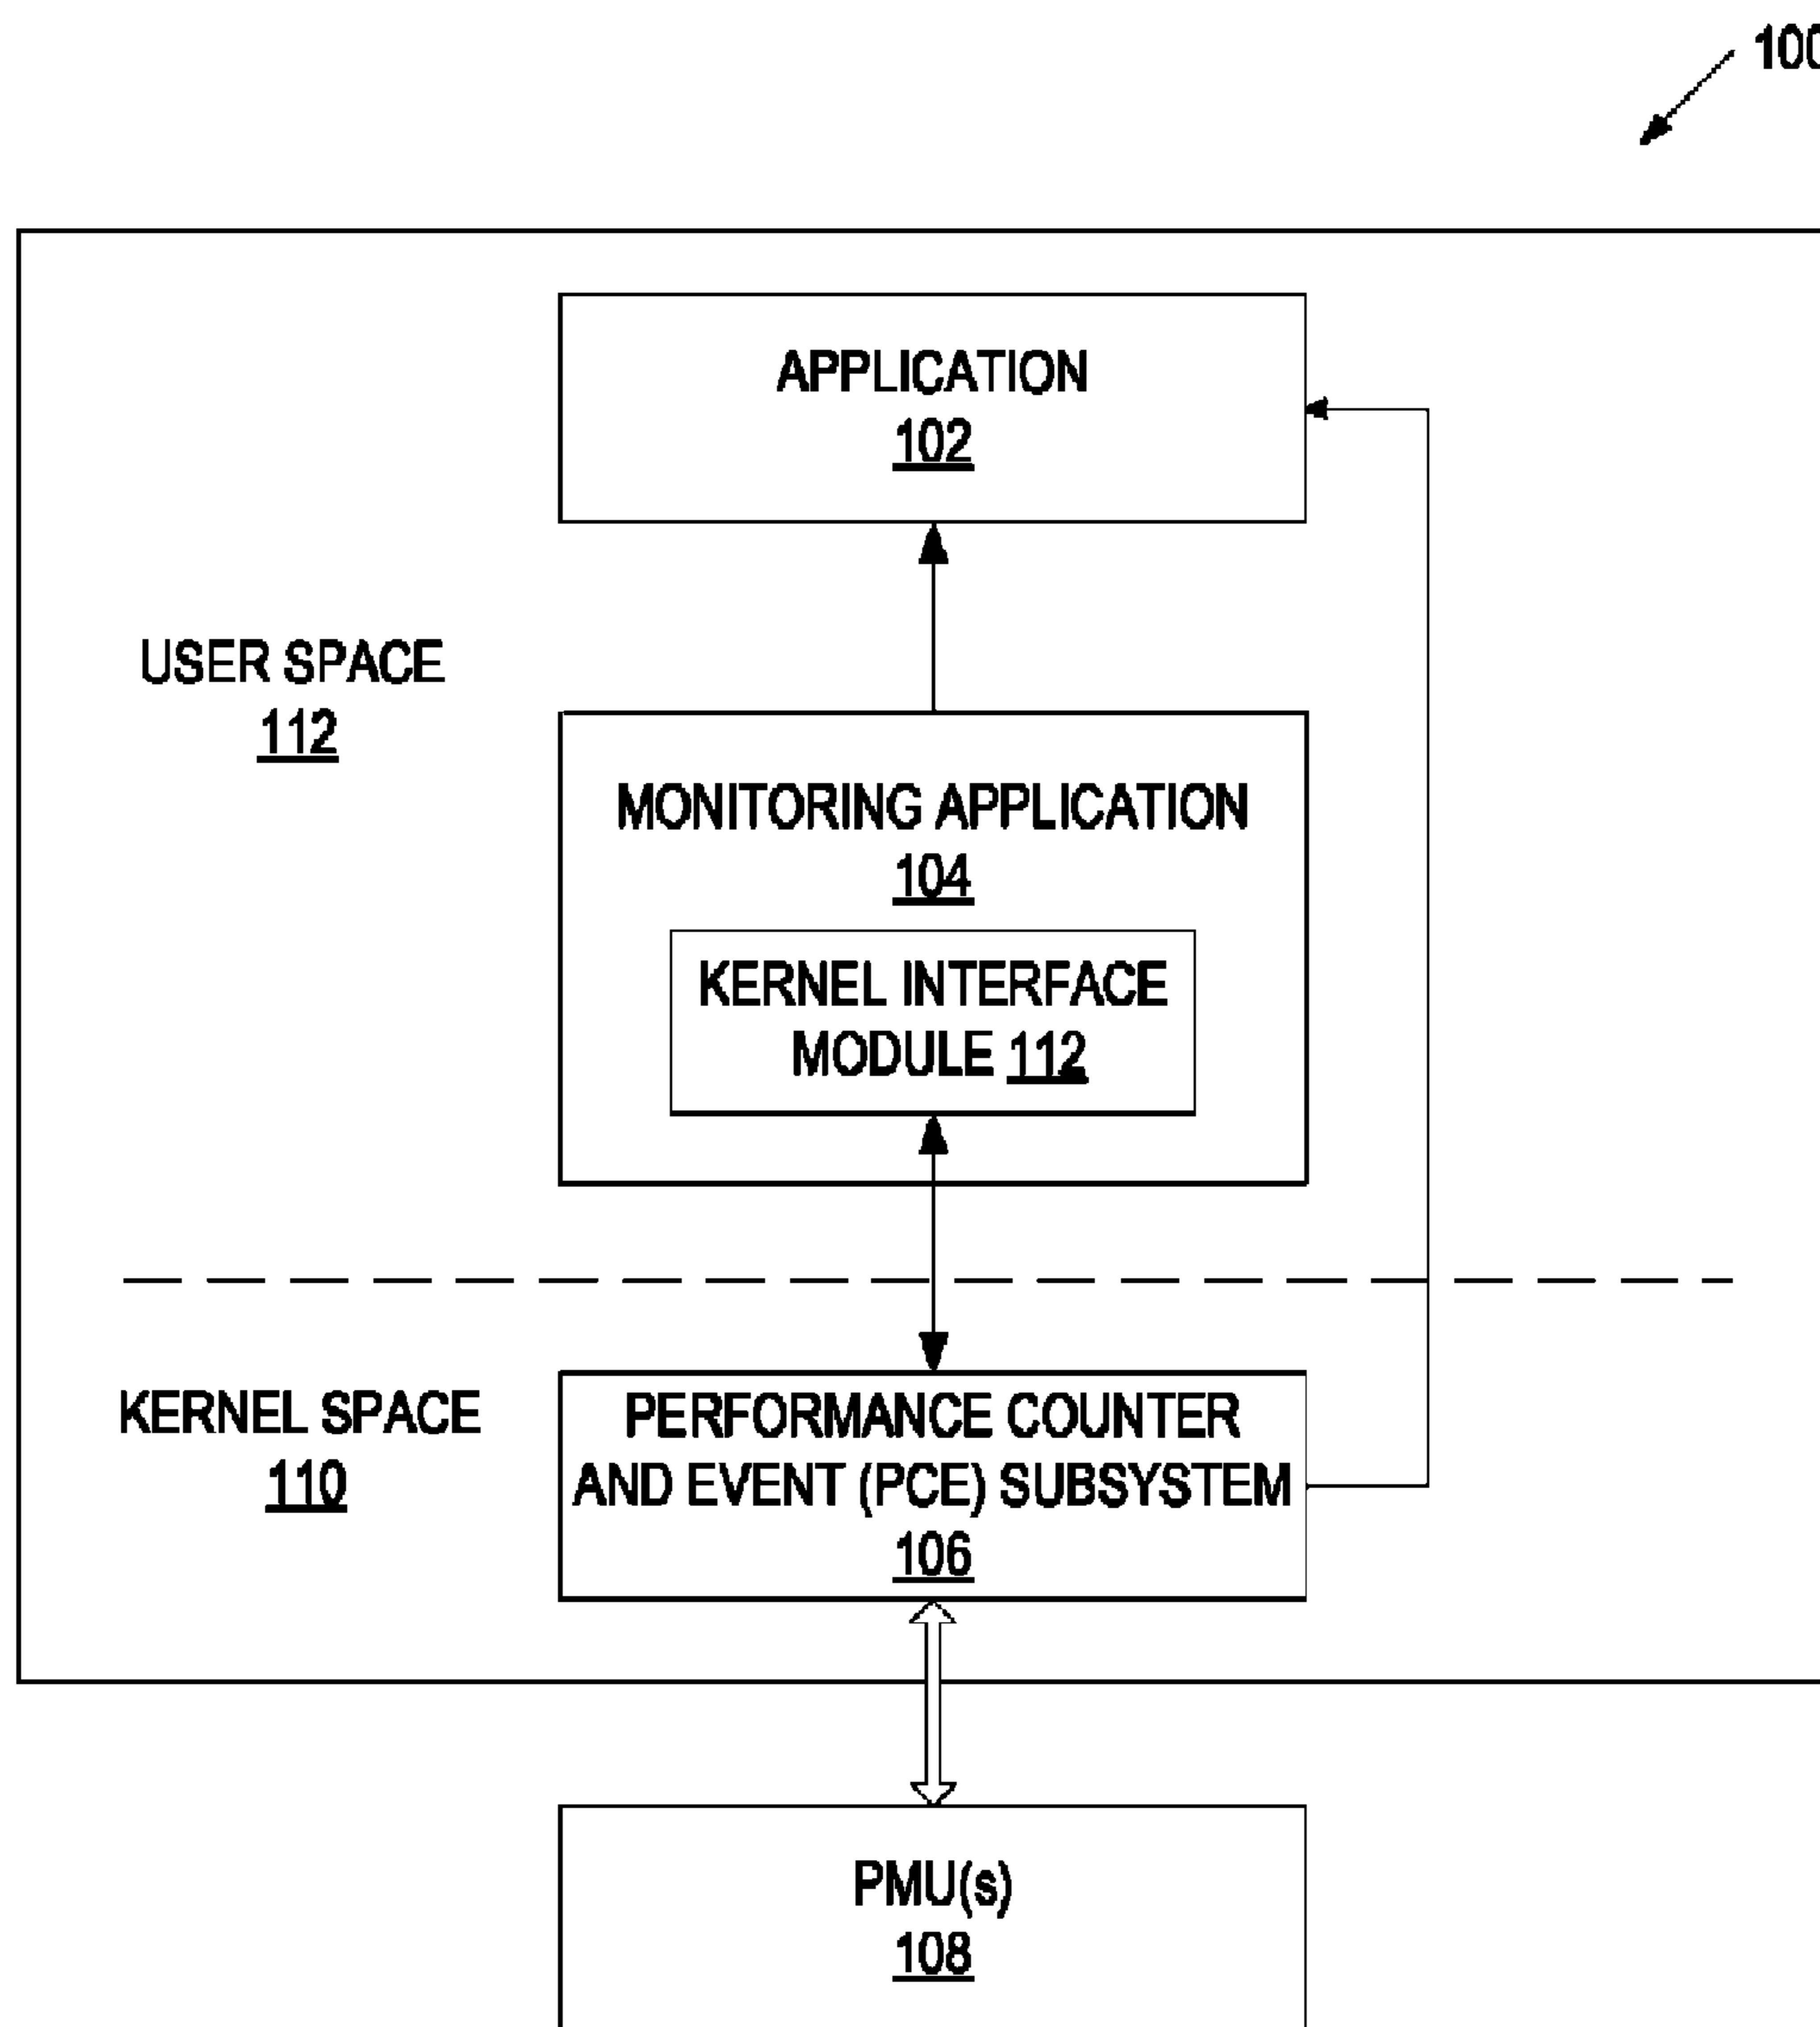 100
APPLICATION
102
USER SPACE
112
MONITORING APPLICATION
104
KERNEL INTERFACE
MODULE 112
KERNEL SPACE
110
PERFORMANCE COUNTER
AND EVENT (PCE) SUBSYSTEM
106
PMU(s)
108